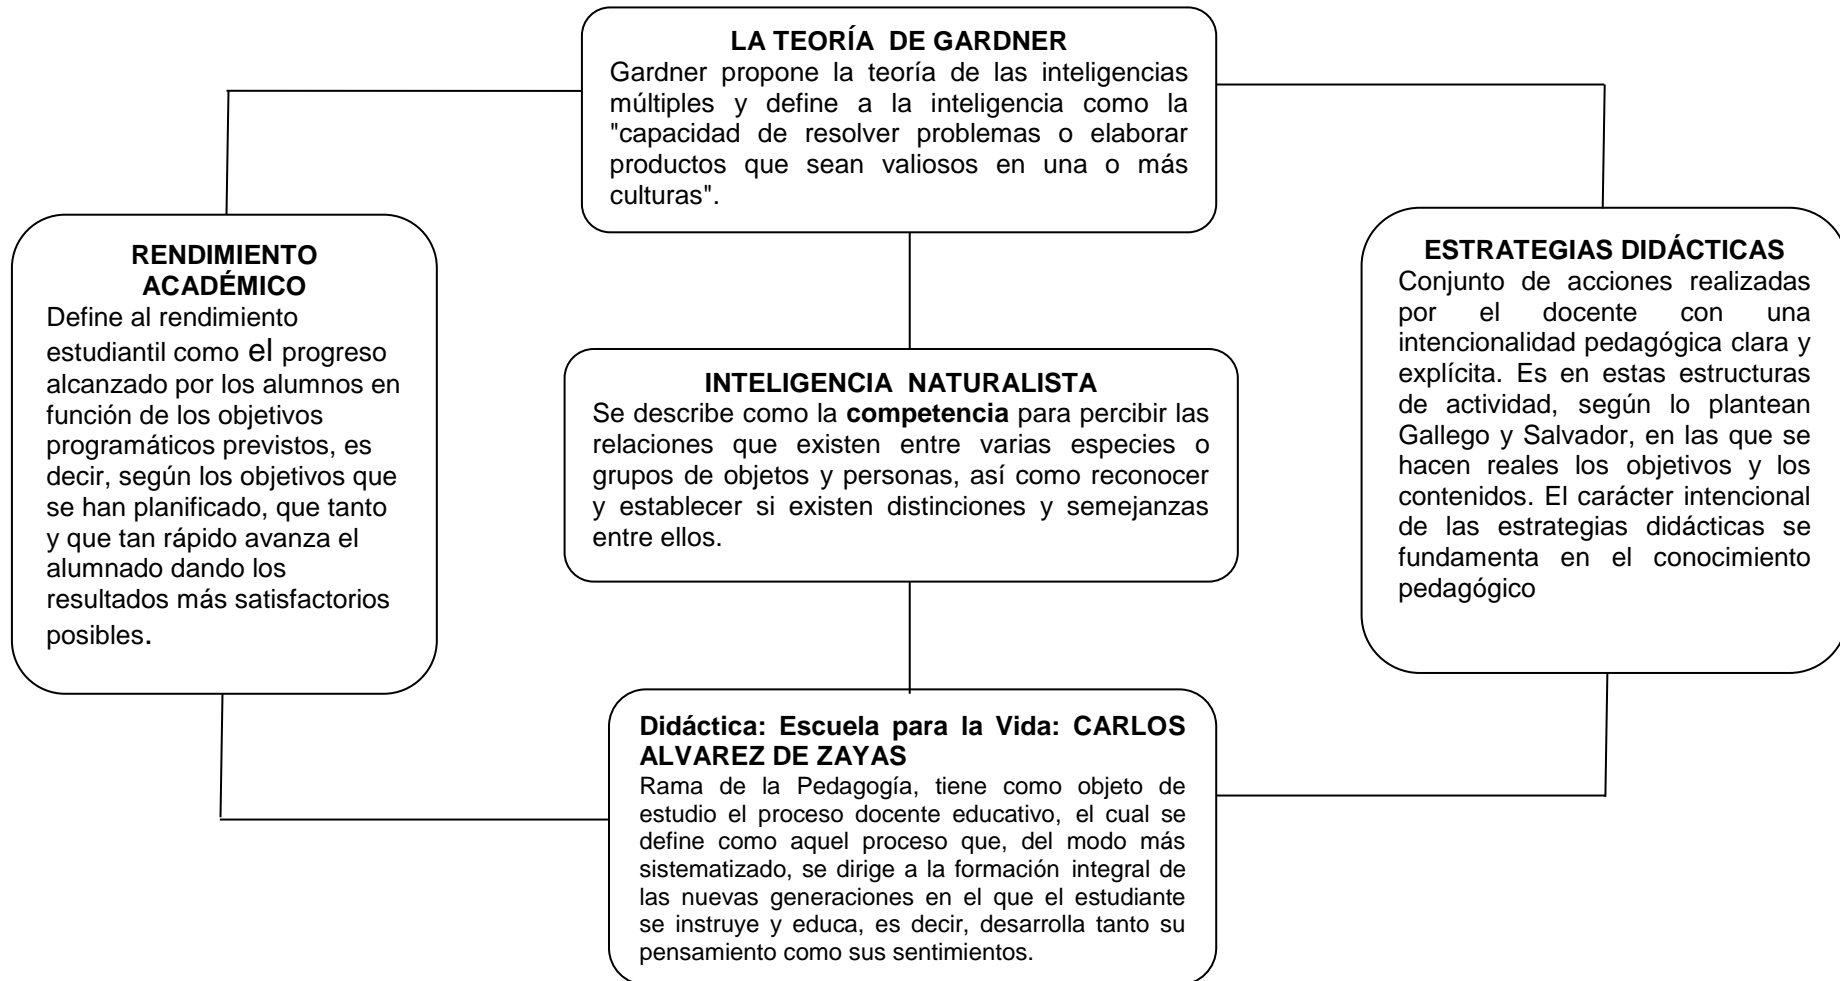 LA TEORÍA DE GARDNER
Gardner propone la teoría de las inteligencias
múltiples y define a la inteligencia como la
"capacidad de resolver problemas o elaborar
productos que sean valiosos en una o más
culturas".
RENDIMIENTO
ACADÉMICO
Define al rendimiento
estudiantil como el progreso
alcanzado por los alumnos en
función de los objetivos
programáticos previstos, es
decir, según los objetivos que
se han planificado, que tanto
y que tan rápido avanza el
alumnado dando los
resultados más satisfactorios
posibles.
INTELIGENCIA NATURALISTA
Se describe como la competencia para percibir las
relaciones que existen entre varias especies o
grupos de objetos y personas, así como reconocer
y establecer si existen distinciones y semejanzas
entre ellos.
ESTRATEGIAS DIDÁCTICAS
Conjunto de acciones realizadas
por el docente con una
intencionalidad pedagógica clara y
explícita. Es en estas estructuras
de actividad, según lo plantean
Gallego y Salvador, en las que se
hacen reales los objetivos y los
contenidos. El carácter intencional
de las estrategias didácticas se
fundamenta en el conocimiento
pedagógico
Didáctica: Escuela para la Vida: CARLOS
ALVAREZ DE ZAYAS
Rama de la Pedagogía, tiene como objeto de
estudio el proceso docente educativo, el cual se
define como aquel proceso que, del modo más
sistematizado, se dirige a la formación integral de
las nuevas generaciones en el que el estudiante
se instruye y educa, es decir, desarrolla tanto su
pensamiento como sus sentimientos.